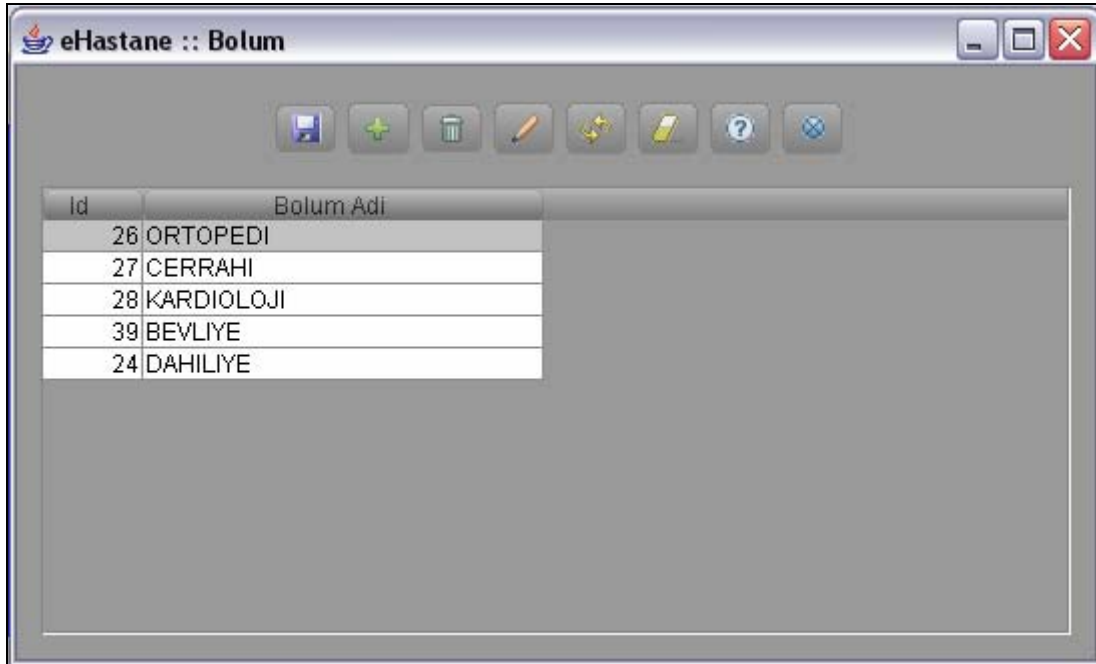 eHastane :: Bolum
Id Bolum Adi
26 ORTOPEDI
27 CERRAHI
28 KARDIOLOJI
39 BEVLIYE
24 DAHILIYE